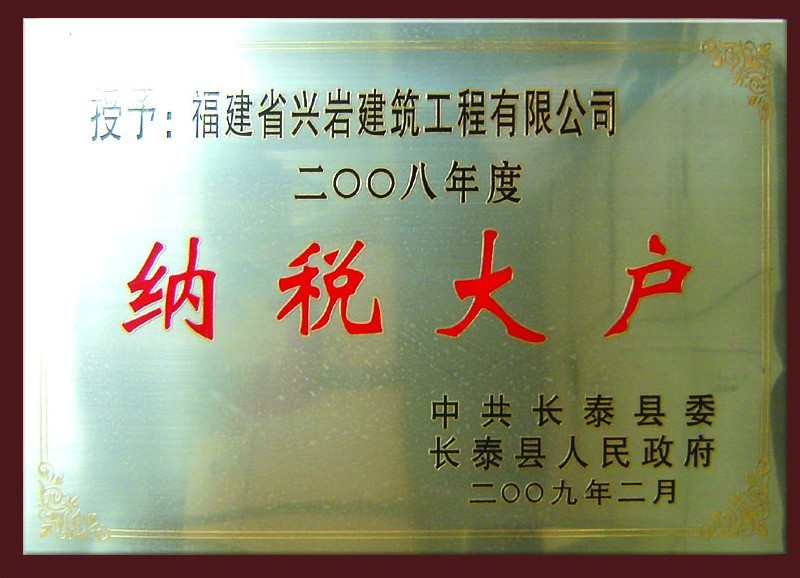 授予：福建省兴岩建筑工程有限公司
二〇〇八年度
纳税大户
中共长泰县委
长泰县人民政府
二〇〇九年二月